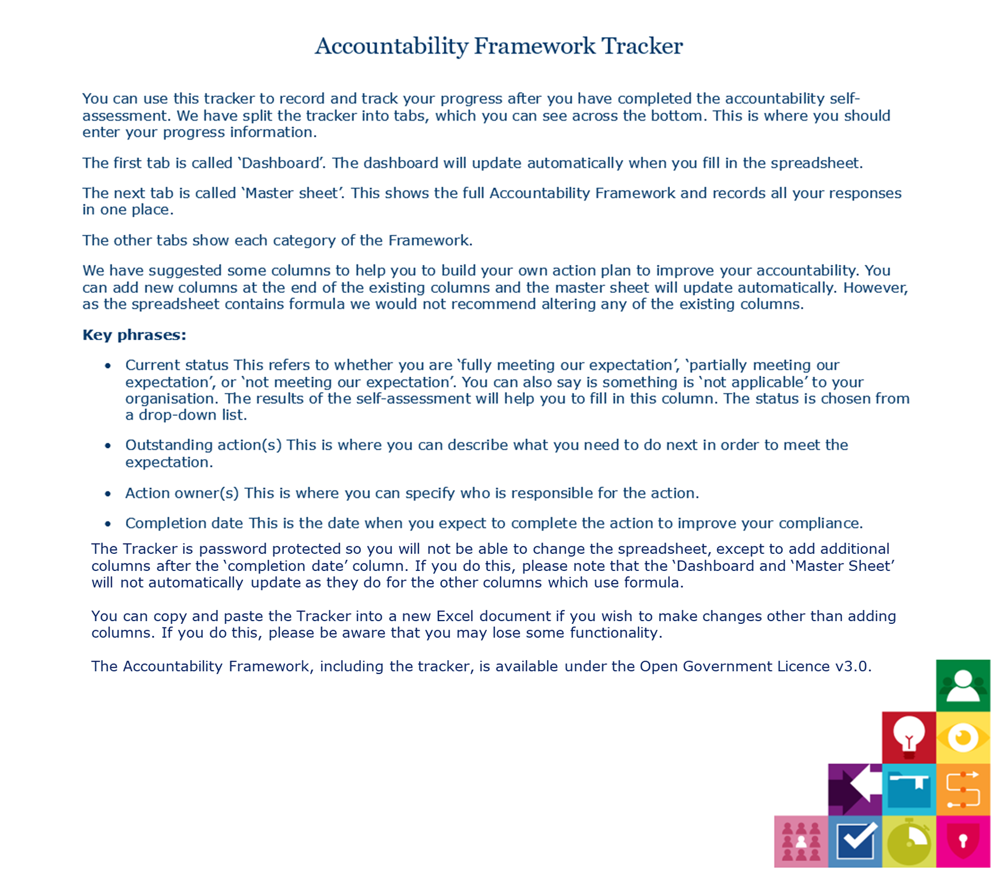 Accountability Framework Tracker
You can use this tracker to record and track your progress after you have completed the accountability self-
assessment. We have split the tracker into tabs, which you can see across the bottom. This is where you should
enter your progress information.
The first tab is called ‘Dashboard’. The dashboard will update automatically when you fill in the spreadsheet.
The next tab is called ‘Master sheet’. This shows the full Accountability Framework and records all your responses
in one place.
The other tabs show each category of the Framework.
We have suggested some columns to help you to build your own action plan to improve your accountability. You
can add new columns at the end of the existing columns and the master sheet will update automatically. However,
as the spreadsheet contains formula we would not recommend altering any of the existing columns.
Key phrases:
• Current status This refers to whether you are ‘fully meeting our expectation’, ‘partially meeting our
expectation’, or ‘not meeting our expectation’. You can also say is something is ‘not applicable’ to your
organisation. The results of the self-assessment will help you to fill in this column. The status is chosen from
a drop-down list.
• Outstanding action(s) This is where you can describe what you need to do next in order to meet the
expectation.
• Action owner(s) This is where you can specify who is responsible for the action.
• Completion date This is the date when you expect to complete the action to improve your compliance.
The Tracker is password protected so you will not be able to change the spreadsheet, except to add additional
columns after the ‘completion date’ column. If you do this, please note that the ‘Dashboard and ‘Master Sheet’
will not automatically update as they do for the other columns which use formula.
You can copy and paste the Tracker into a new Excel document if you wish to make changes other than adding
columns. If you do this, please be aware that you may lose some functionality.
The Accountability Framework, including the tracker, is available under the Open Government Licence v3.0.